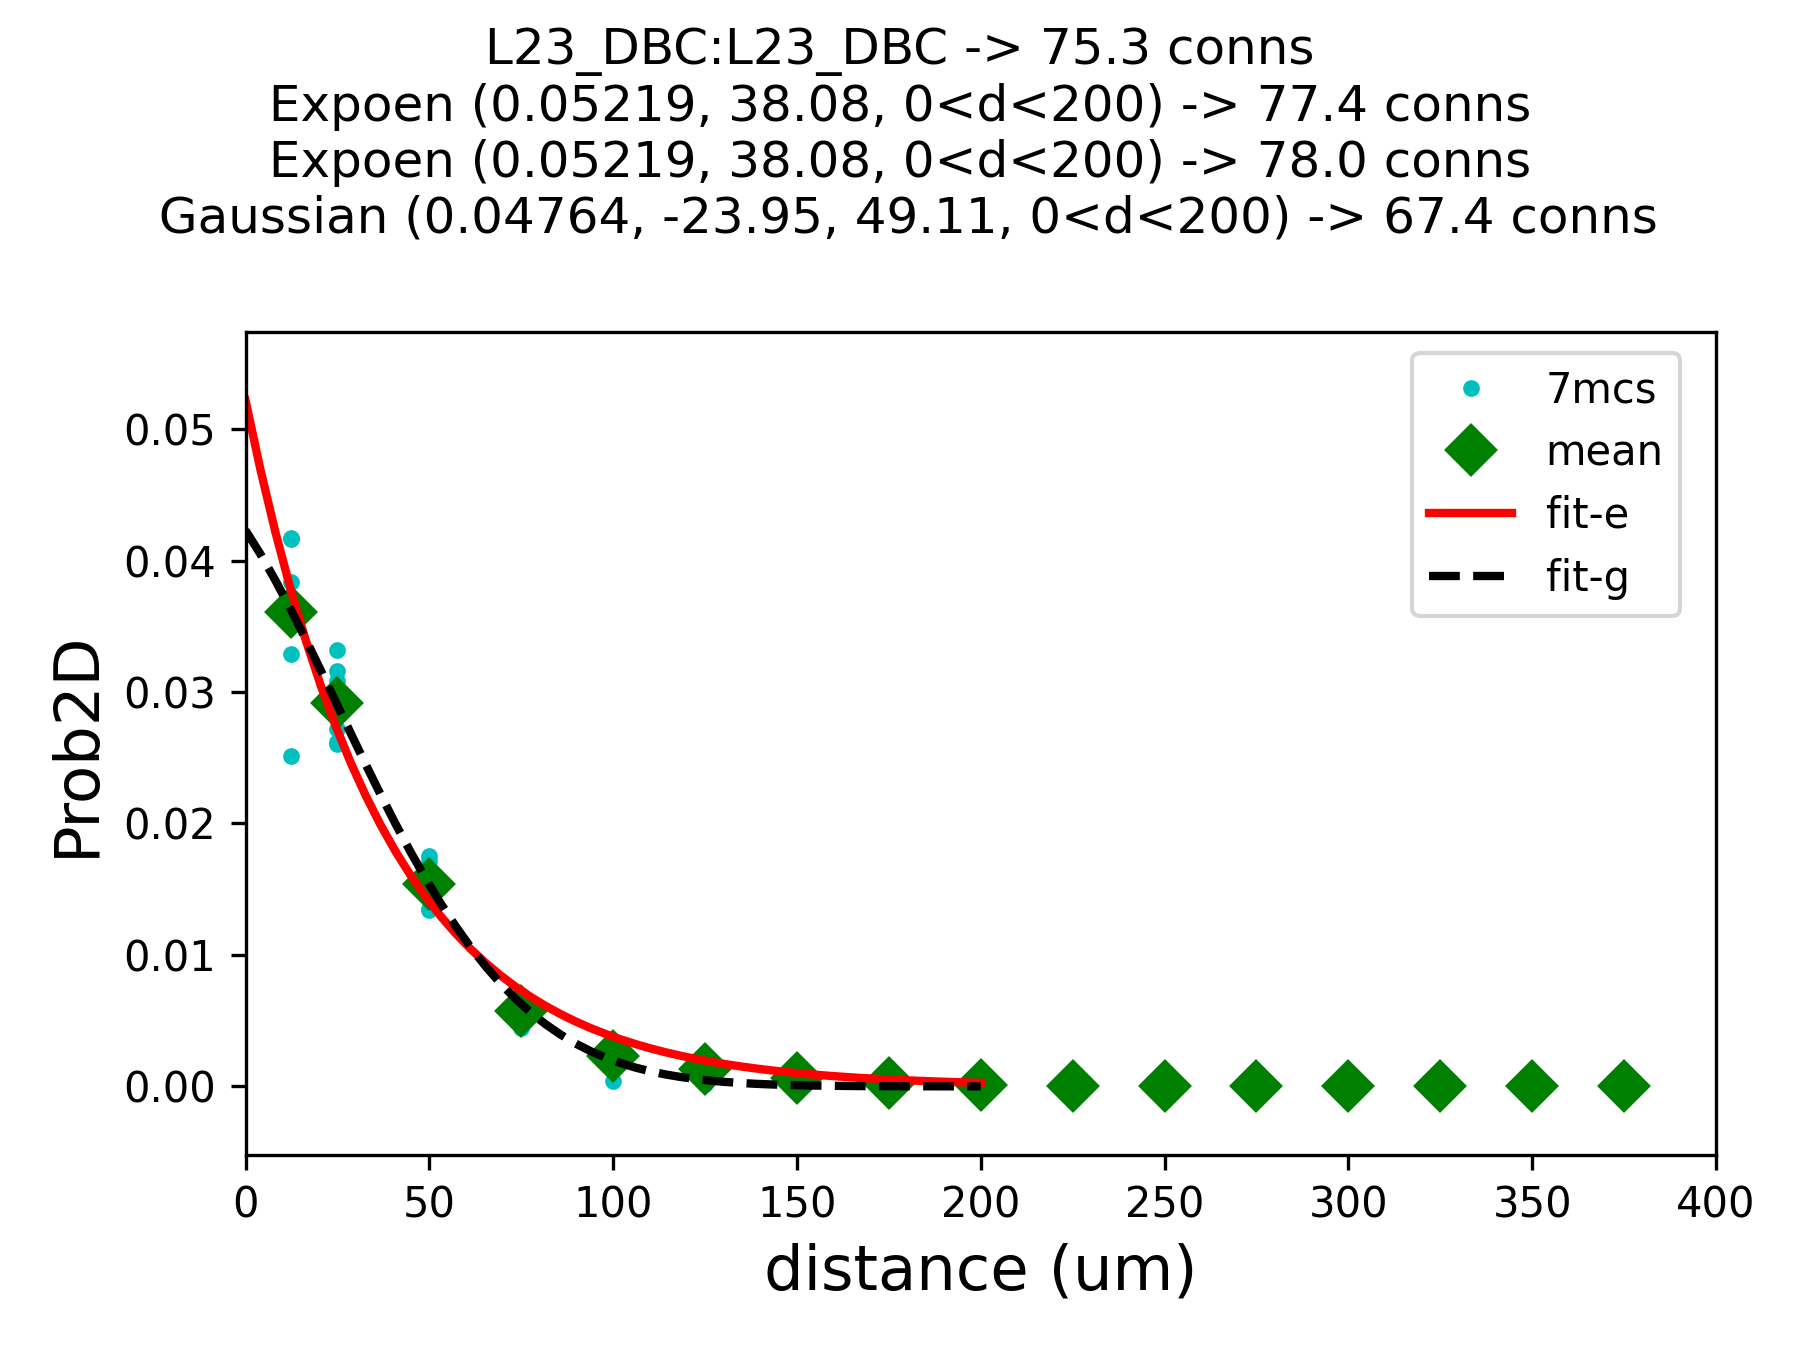 L23_DBC:L23_DBC -> 75.3 conns
Expoen (0.05219, 38.08, 0<d<200) -> 77.4 conns
Expoen (0.05219, 38.08, 0<d<200) -> 78.0 conns
Gaussian (0.04764, -23.95, 49.11, 0<d<200) -> 67.4 conns
7mcs
mean
fit-e
fit-g
Prob2D
0.05
0.04
0.03
0.02
0.01
0.00
0 50 100 150 200 250 300 350 400
distance (um)